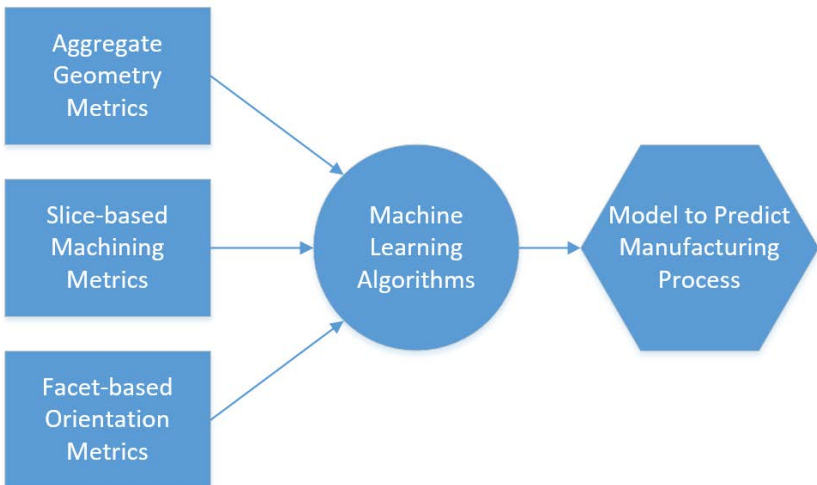 Aggregate
Geometry
Metrics
Slice-based
Machining
Metrics
Facet-based
Orientation
Metrics
Machine
Learning
Algorithms
Model to Predict
Manufacturing
Process